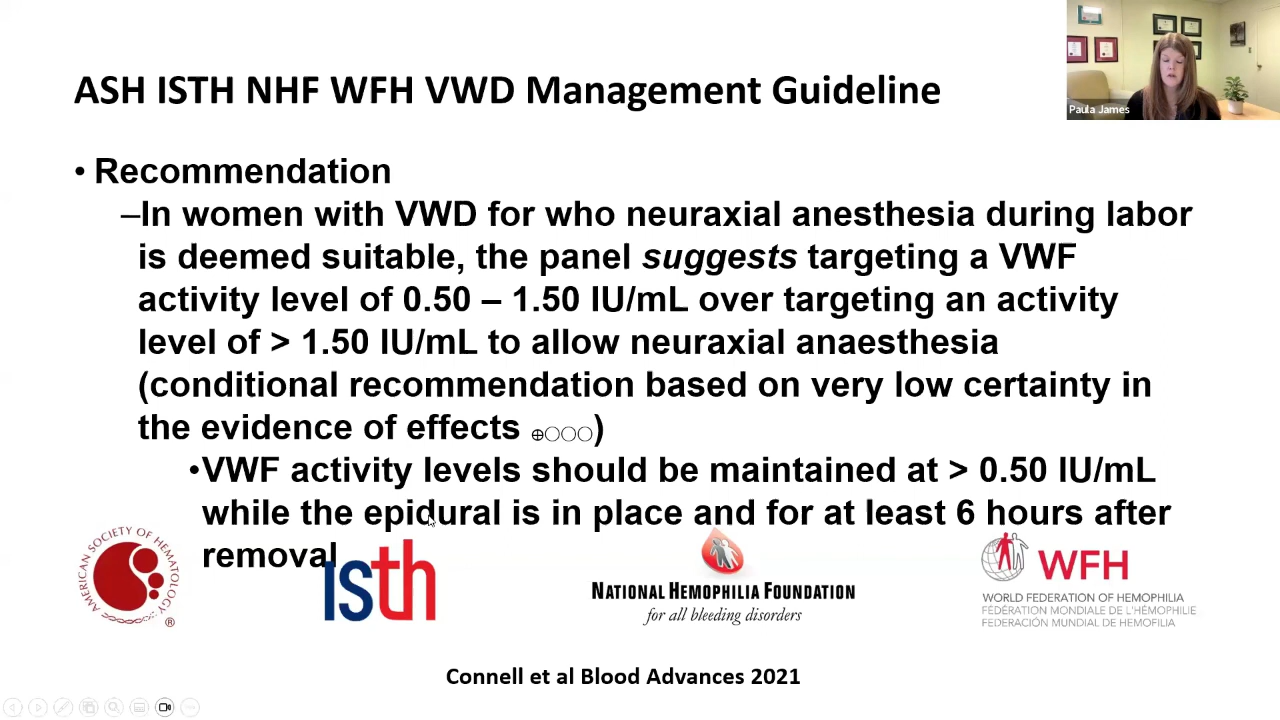 ASH ISTH NHF WFH VWD Management Guideline
Paula James
• Recommendation
–In women with VWD for who neuraxial anesthesia during labor
is deemed suitable, the panel suggests targeting a VWF
activity level of 0.50 – 1.50 IU/mL over targeting an activity
level of > 1.50 IU/mL to allow neuraxial anaesthesia
(conditional recommendation based on very low certainty in
the evidence of effects ⊕◯◯◯)
•VWF activity levels should be maintained at > 0.50 IU/mL
while the epidural is in place and for at least 6 hours after
removal
AMERICAN SOCIETY OF HEMATOLOGY
®
isth
NATIONAL HEMOPHILIA FOUNDATION
for all bleeding disorders
WFH
WORLD FEDERATION OF HEMOPHILIA
FÉDÉRATION MONDIALE DE L'HÉMOPHILIE
FEDERACIÓN MUNDIAL DE HEMOFILIA
Connell et al Blood Advances 2021